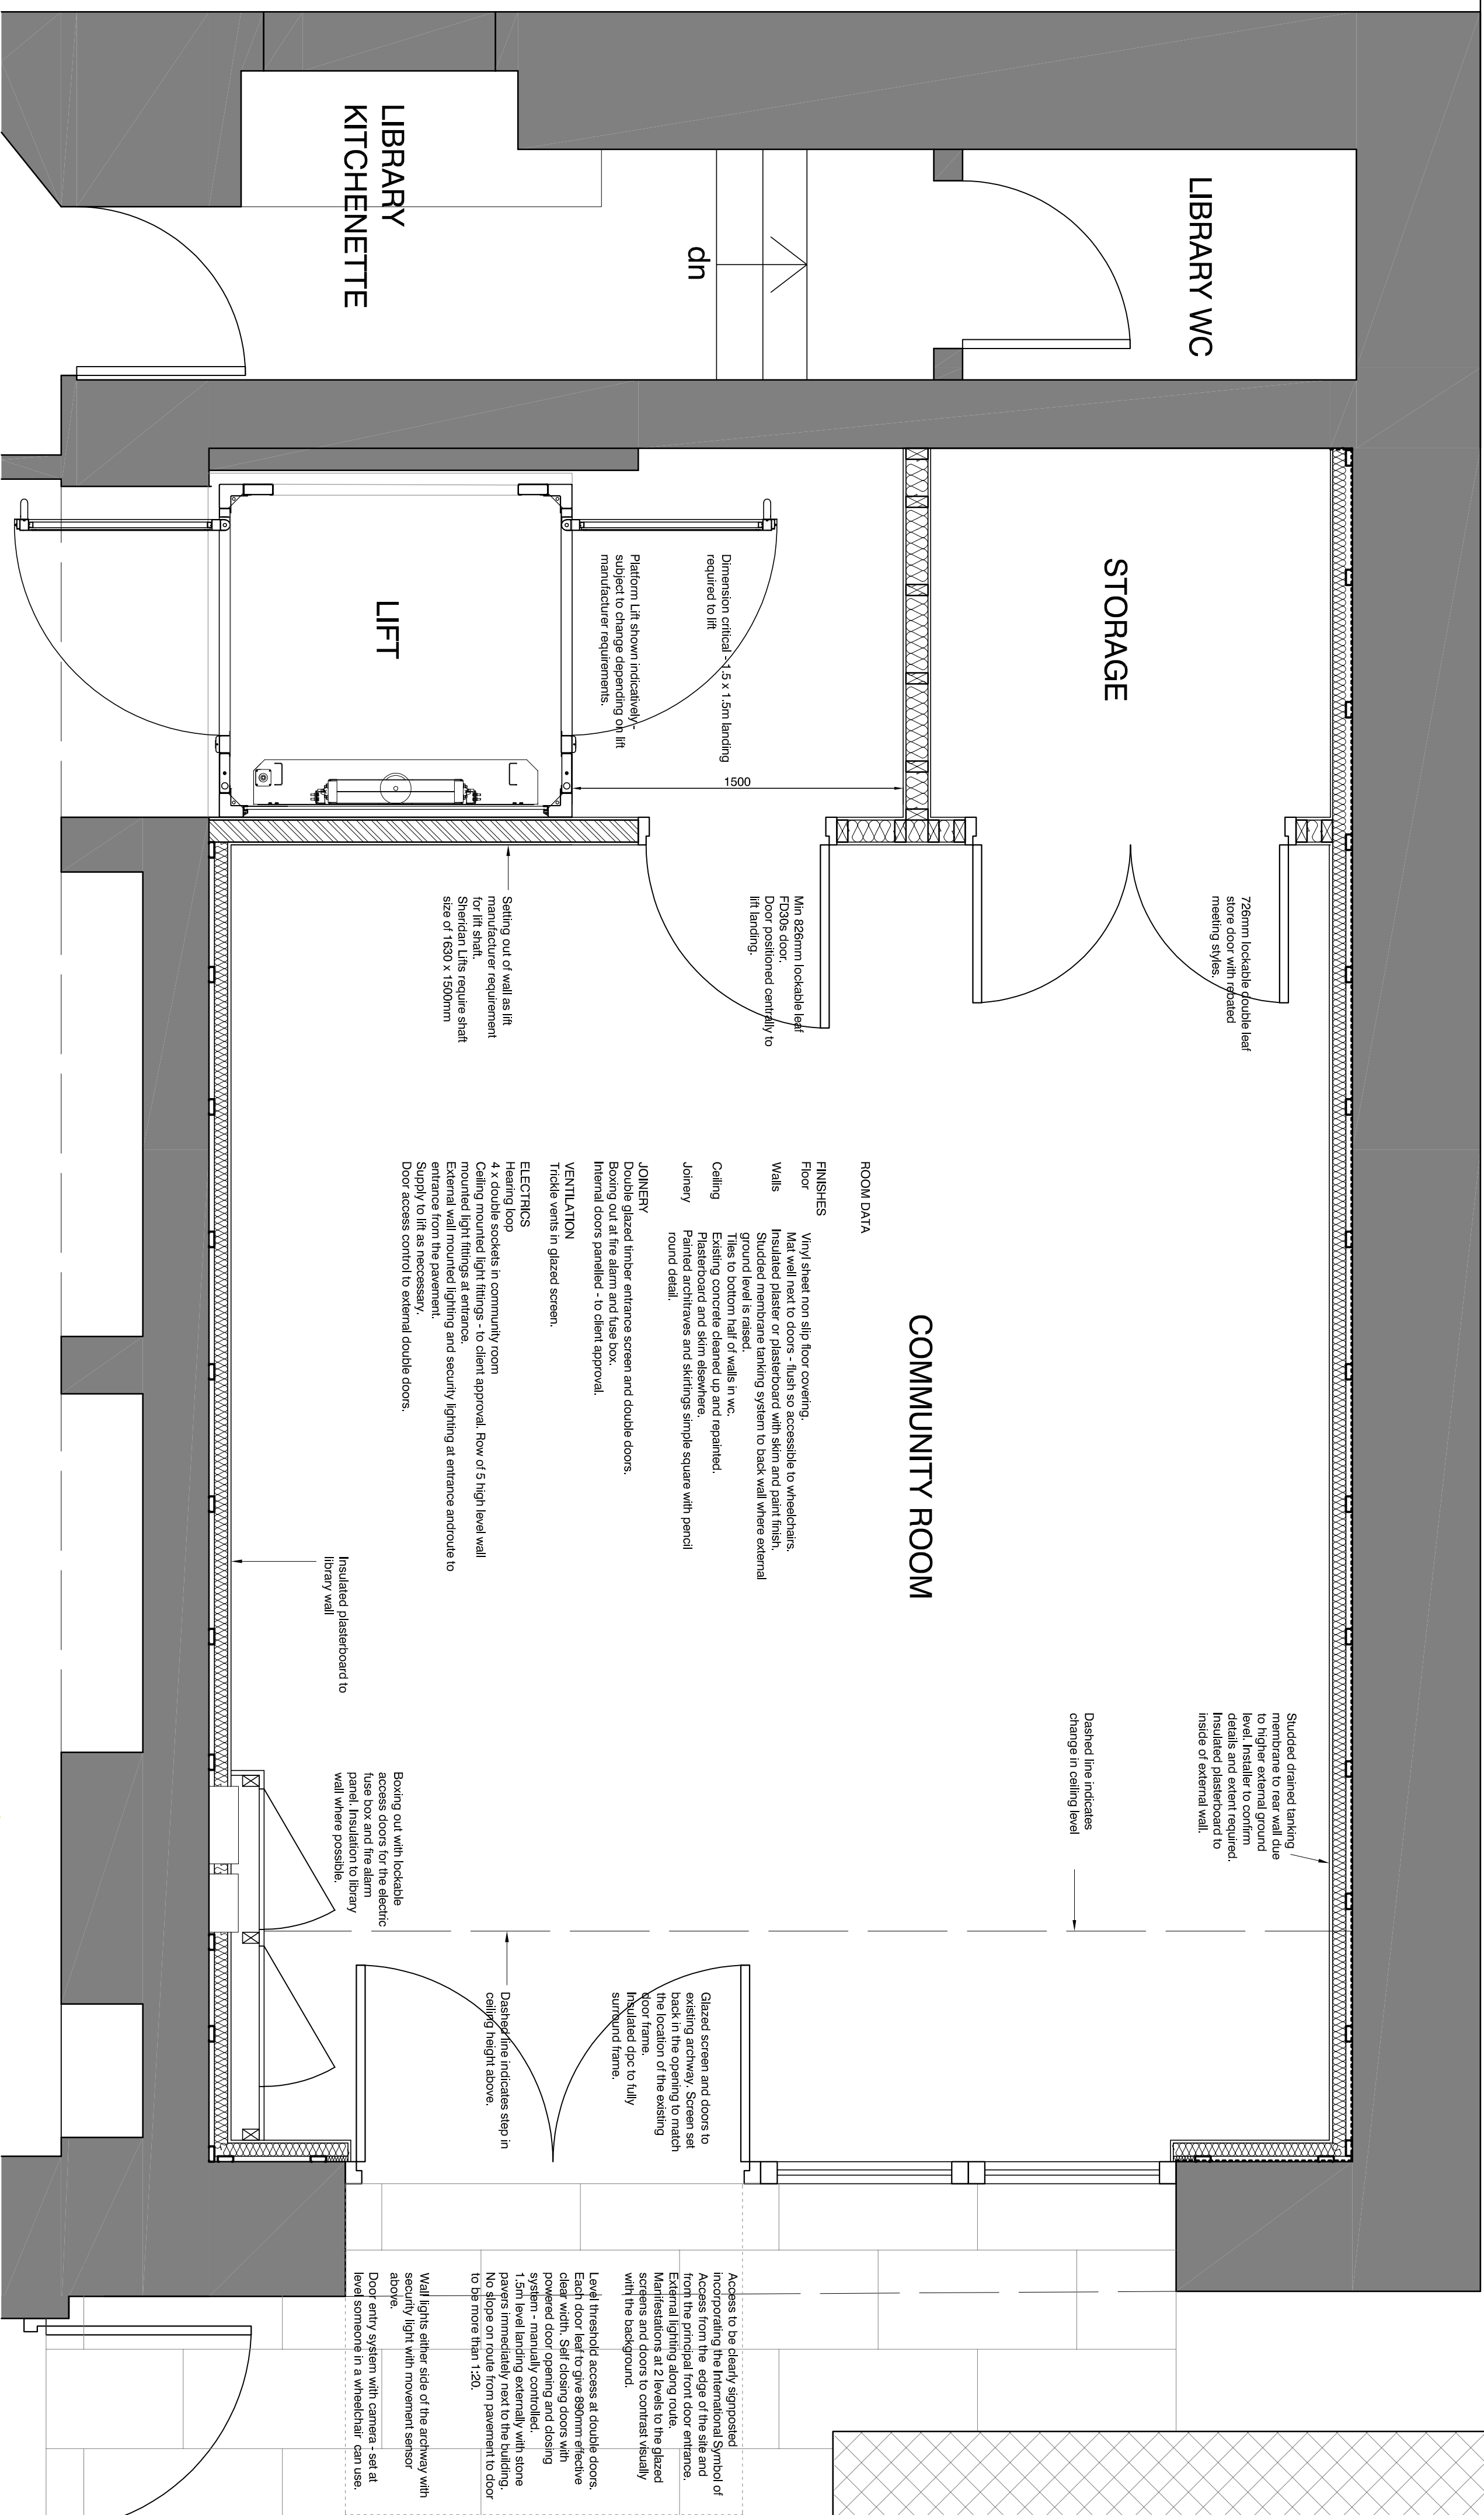 LIBRARY WC
LIBRARY
KITCHENETTE
dn
STORAGE
Dimension critical - 1.5 x 1.5m landing
required to lift
Platform Lift shown indicatively -
subject to change depending on lift
manufacturer requirements.
LIFT
1500
726mm lockable double leaf
store door with rebated
meeting styles.
Min 826mm lockable leaf
FD30s door.
Door positioned centrally to
lift landing.
Setting out of wall as lift
manufacturer requirement
for lift shaft.
Sheridan Lifts require shaft
size of 1630 x 1500mm
COMMUNITY ROOM
ROOM DATA
FINISHES
Floor Vinyl sheet non slip floor covering.
Mat well next to doors - flush so accessible to wheelchairs.
Walls Insulated plaster or plasterboard with skim and paint finish.
Studded membrane tanking system to back wall where external
ground level is raised.
Tiles to bottom half of walls in wc.
Ceiling Existing concrete cleaned up and repainted.
Plasterboard and skim elsewhere.
Joinery Painted architraves and skirtings simple square with pencil
round detail.
JOINERY
Double glazed timber entrance screen and double doors.
Boxing out at fire alarm and fuse box.
Internal doors panelled - to client approval.
VENTILATION
Trickle vents in glazed screen.
ELECTRICS
Hearing loop
4 x double sockets in community room
Ceiling mounted light fittings - to client approval. Row of 5 high level wall
mounted light fittings at entrance.
External wall mounted lighting and security lighting at entrance androute to
entrance from the pavement.
Supply to lift as neccessary.
Door access control to external double doors.
Insulated plasterboard to
library wall
Studded drained tanking
membrane to rear wall due
to higher external ground
level. Installer to confirm
details and extent required.
Insulated plasterboard to
inside of external wall.
Dashed line indicates
change in ceiling level
Boxing out with lockable
access doors for the electric
fuse box and fire alarm
panel. Insulation to library
wall where possible.
Glazed screen and doors to
existing archway. Screen set
back in the opening to match
the location of the existing
door frame.
Insulated dpc to fully
surround frame.
Dashed line indicates step in
ceiling height above.
Access to be clearly signposted
incorporating the International Symbol of
Access from the edge of the site and
from the principal front door entrance.
External lighting along route.
Manifestations at 2 levels to the glazed
screens and doors to contrast visually
with the background.
Level threshold access at double doors.
Each door leaf to give 890mm effective
clear width. Self closing doors with
powered door opening and closing
system - manually controlled.
1.5m level landing externally with stone
pavers immediately next to the building.
No slope on route from pavement to door
to be more than 1:20.
Wall lights either side of the archway with
security light with movement sensor
above.
Door entry system with camera - set at
level someone in a wheelchair can use.